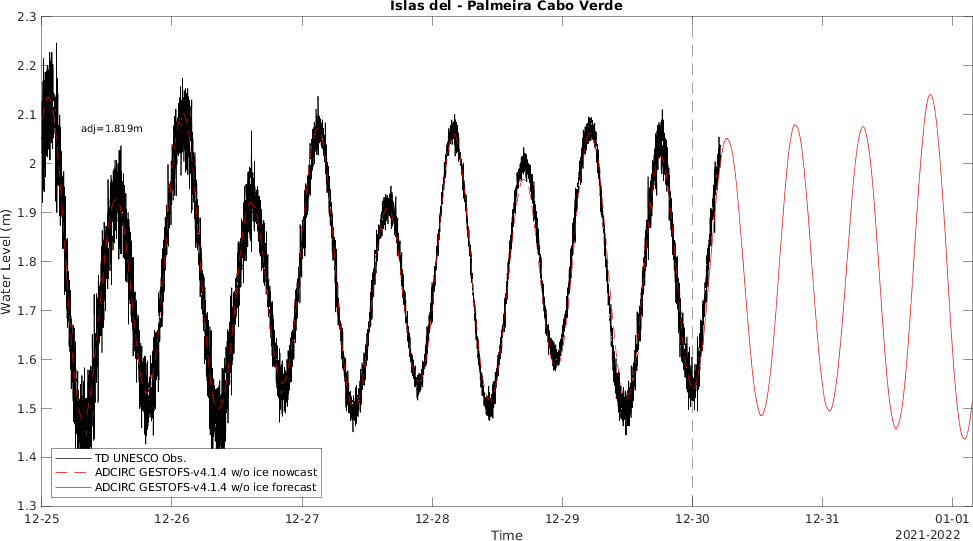 Islas del - Palmeira Cabo Verde
2.3
2.2
2.1
2
1.9
1.8
1.7
1.6
1.5
1.4
1.3
Water Level (m)
adj=1.819m
TD UNESCO Obs.
ADCIRC GESTOFS-v4.1.4 w/o ice nowcast
ADCIRC GESTOFS-v4.1.4 w/o ice forecast
12-25 12-26 12-27 12-28 12-29 12-30 12-31 01-01
Time
2021-2022